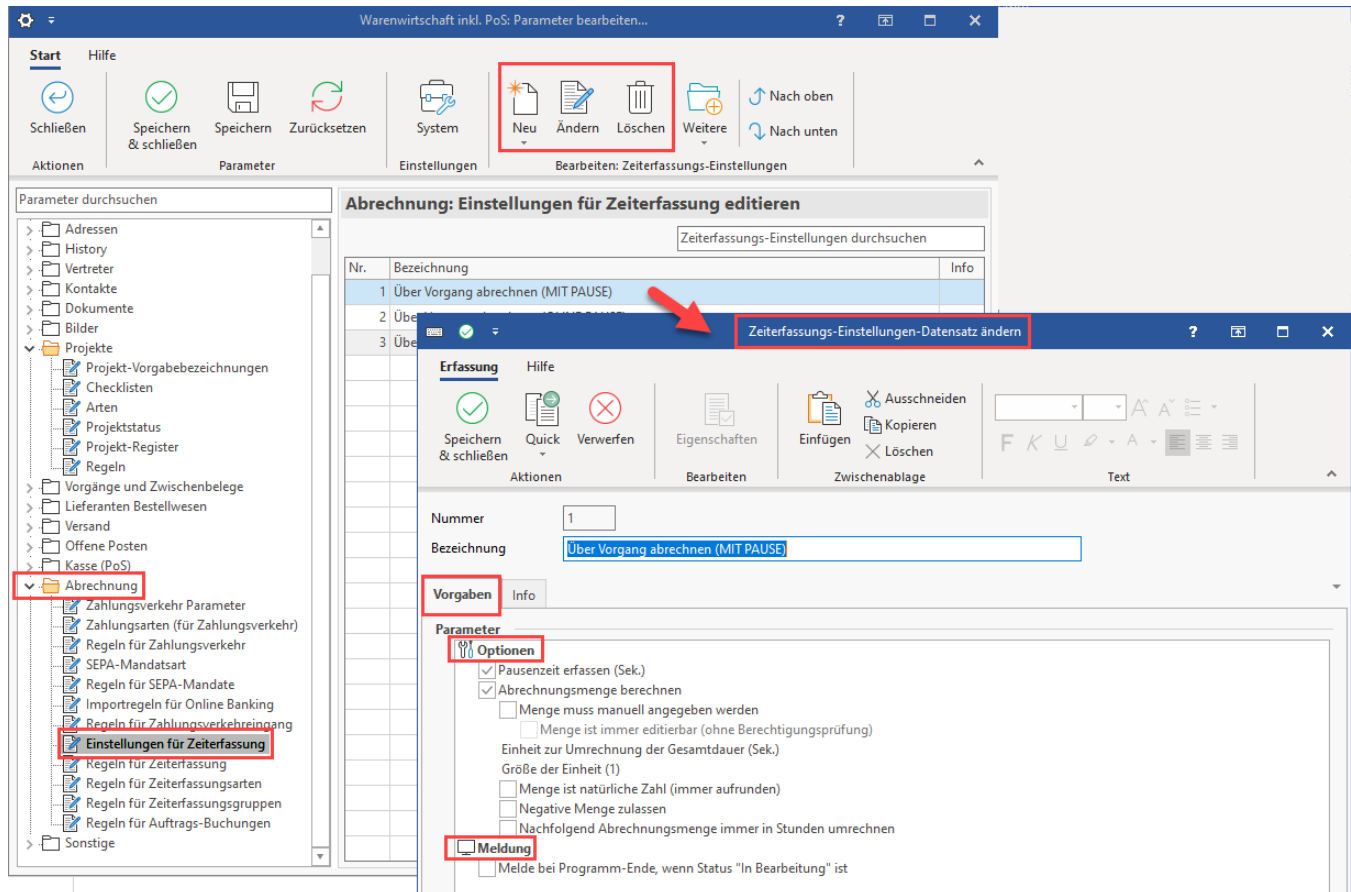 Warenwirtschaft inkl. PoS: Parameter bearbeiten...
?
Start Hilfe
Schließen
Speichern & schließen
Speichern
Zurücksetzen
System
Neu
Ändern
Löschen
Weitere
Nach oben
Nach unten
Aktionen
Parameter
Einstellungen
Bearbeiten: Zeiterfassungs-Einstellungen
Parameter durchsuchen
Adressen
History
Vertreter
Kontakte
Dokumente
Bilder
Projekte
Projekt-Vorgabebezeichnungen
Checklisten
Arten
Projektstatus
Projekt-Register
Regeln
Vorgänge und Zwischenbelege
Lieferanten Bestellwesen
Versand
Offene Posten
Kasse (PoS)
Abrechnung
Zahlungsverkehr Parameter
Zahlungsarten (für Zahlungsverkehr)
Regeln für Zahlungsverkehr
SEPA-Mandatsart
Regeln für SEPA-Mandate
Importregeln für Online Banking
Regeln für Zahlungsverkehreingang
Einstellungen für Zeiterfassung
Regeln für Zeiterfassung
Regeln für Zeiterfassungsarten
Regeln für Zeiterfassungsgruppen
Regeln für Auftrags-Buchungen
Sonstige
Abrechnung: Einstellungen für Zeiterfassung editieren
Zeiterfassungs-Einstellungen durchsuchen
Nr. Bezeichnung Info
1 Über Vorgang abrechnen (MIT PAUSE)
2
3
Zeiterfassungs-Einstellungen-Datensatz ändern
?
Erfassung Hilfe
Speichern & schließen
Quick
Verwerfen
Eigenschaften
Einfügen
Ausschneiden
Kopieren
Löschen
F K U A
Aktionen
Bearbeiten
Zwischenablage
Text
Nummer 1
Bezeichnung Über Vorgang abrechnen (MIT PAUSE)
Vorgaben Info
Parameter
Optionen
Pausenzeit erfassen (Sek.)
Abrechnungsmenge berechnen
Menge muss manuell angegeben werden
Menge ist immer editierbar (ohne Berechtigungsprüfung)
Einheit zur Umrechnung der Gesamtdauer (Sek.)
Größe der Einheit (1)
Menge ist natürliche Zahl (immer aufrunden)
Negative Menge zulassen
Nachfolgend Abrechnungsmenge immer in Stunden umrechnen
Meldung
Melde bei Programm-Ende, wenn Status "In Bearbeitung" ist